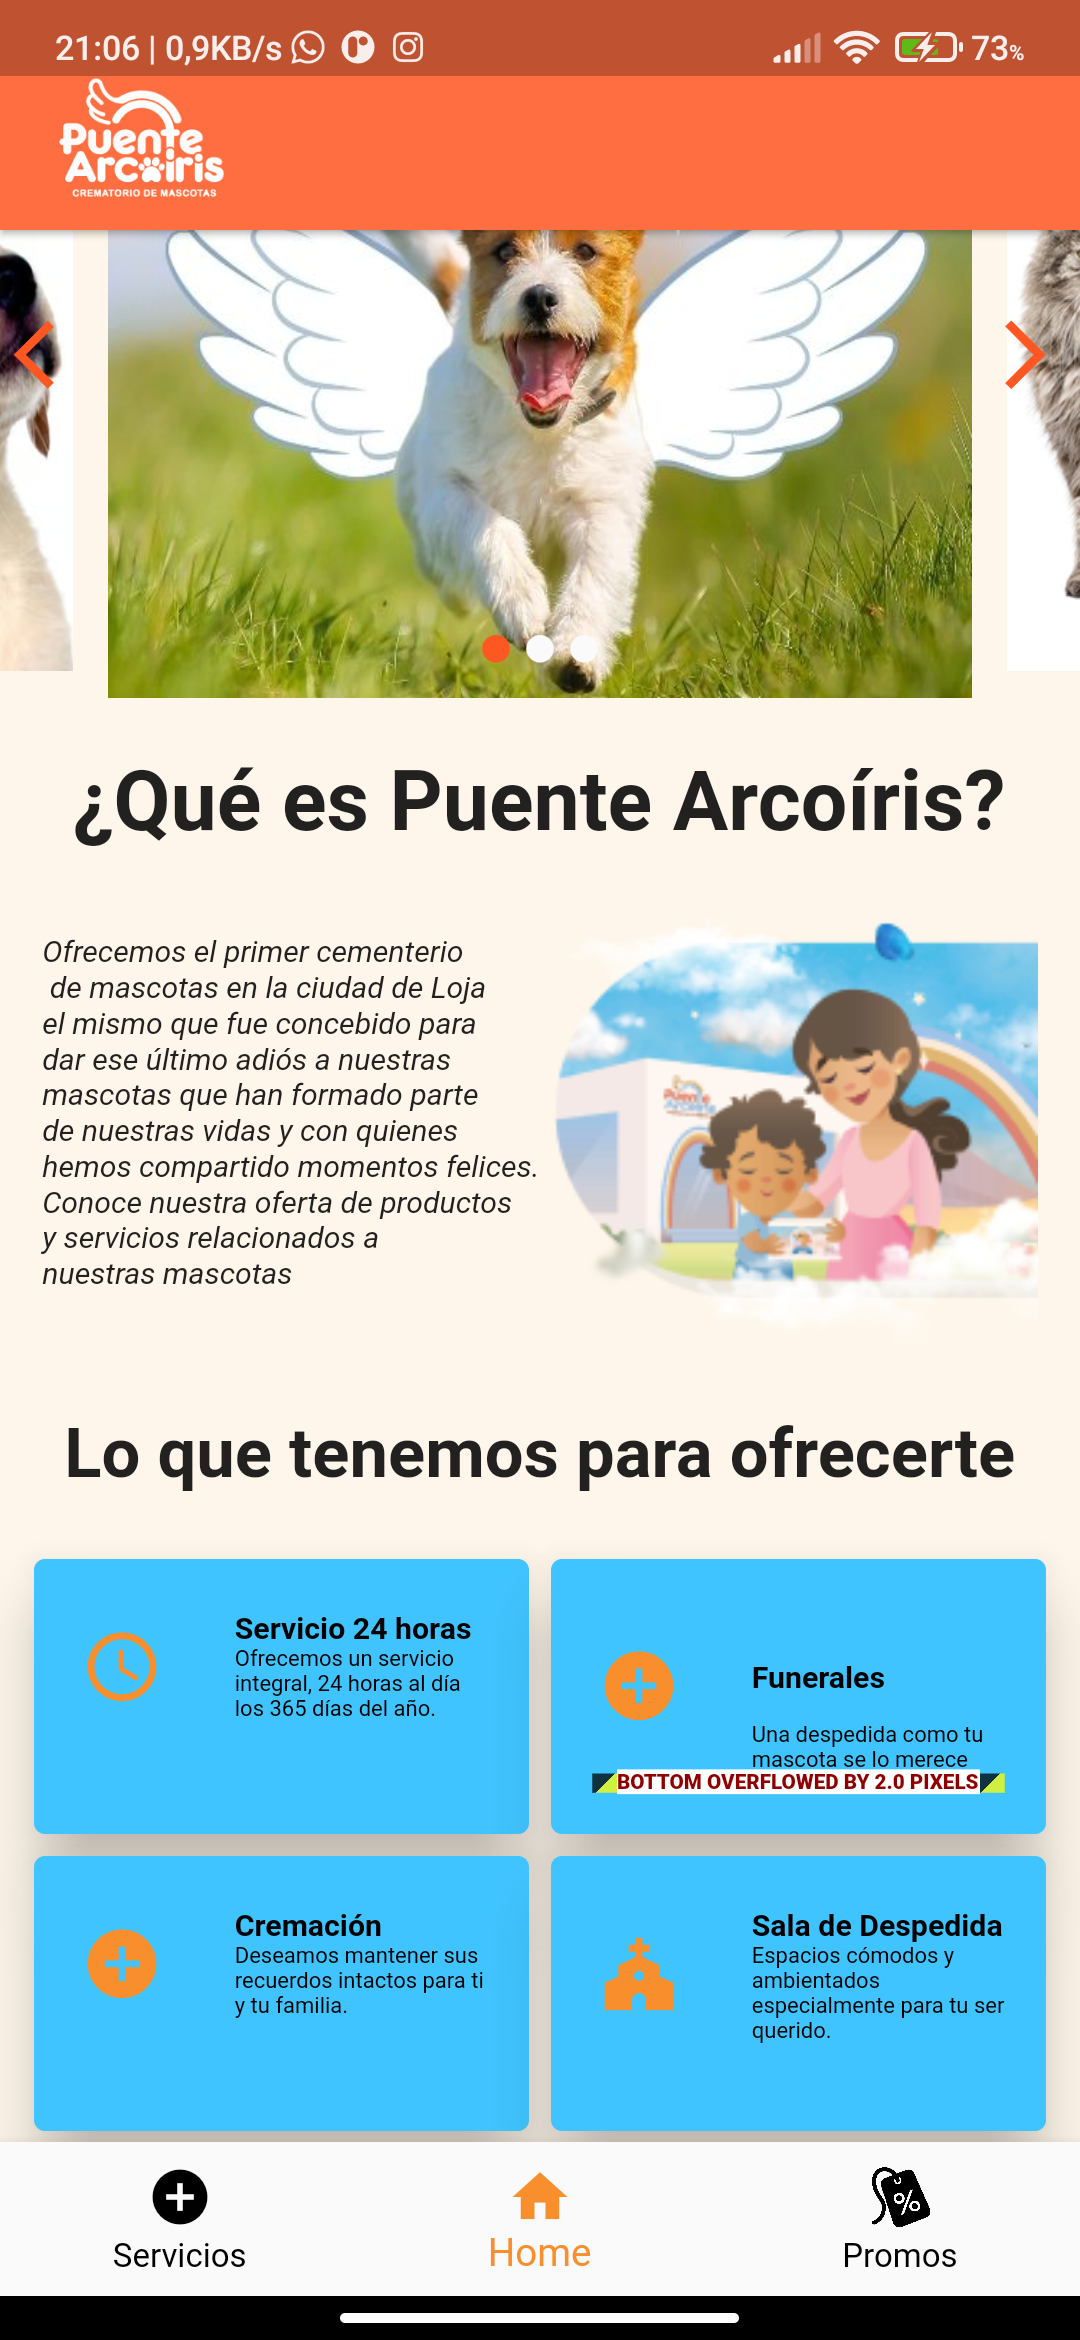 21:06 | 0,9KB/s
73%
Puente
Arcoiris
CREMATORIO DE MASCOTAS
¿Qué es Puente Arcoíris?
Ofrecemos el primer cementerio
de mascotas en la ciudad de Loja
el mismo que fue concebido para
dar ese último adiós a nuestras
mascotas que han formado parte
de nuestras vidas y con quienes
hemos compartido momentos felices.
Conoce nuestra oferta de productos
y servicios relacionados a
nuestras mascotas
Puente
Arcoiris
Lo que tenemos para ofrecerte
Servicio 24 horas
Ofrecemos un servicio
integral, 24 horas al día
los 365 días del año.
Funerales
Una despedida como tu
mascota se lo merece
BOTTOM OVERFLOWED BY 2.0 PIXELS
Cremación
Deseamos mantener sus
recuerdos intactos para ti
y tu familia.
Sala de Despedida
Espacios cómodos y
ambientados
especialmente para tu ser
querido.
Servicios
Home
%
Promos